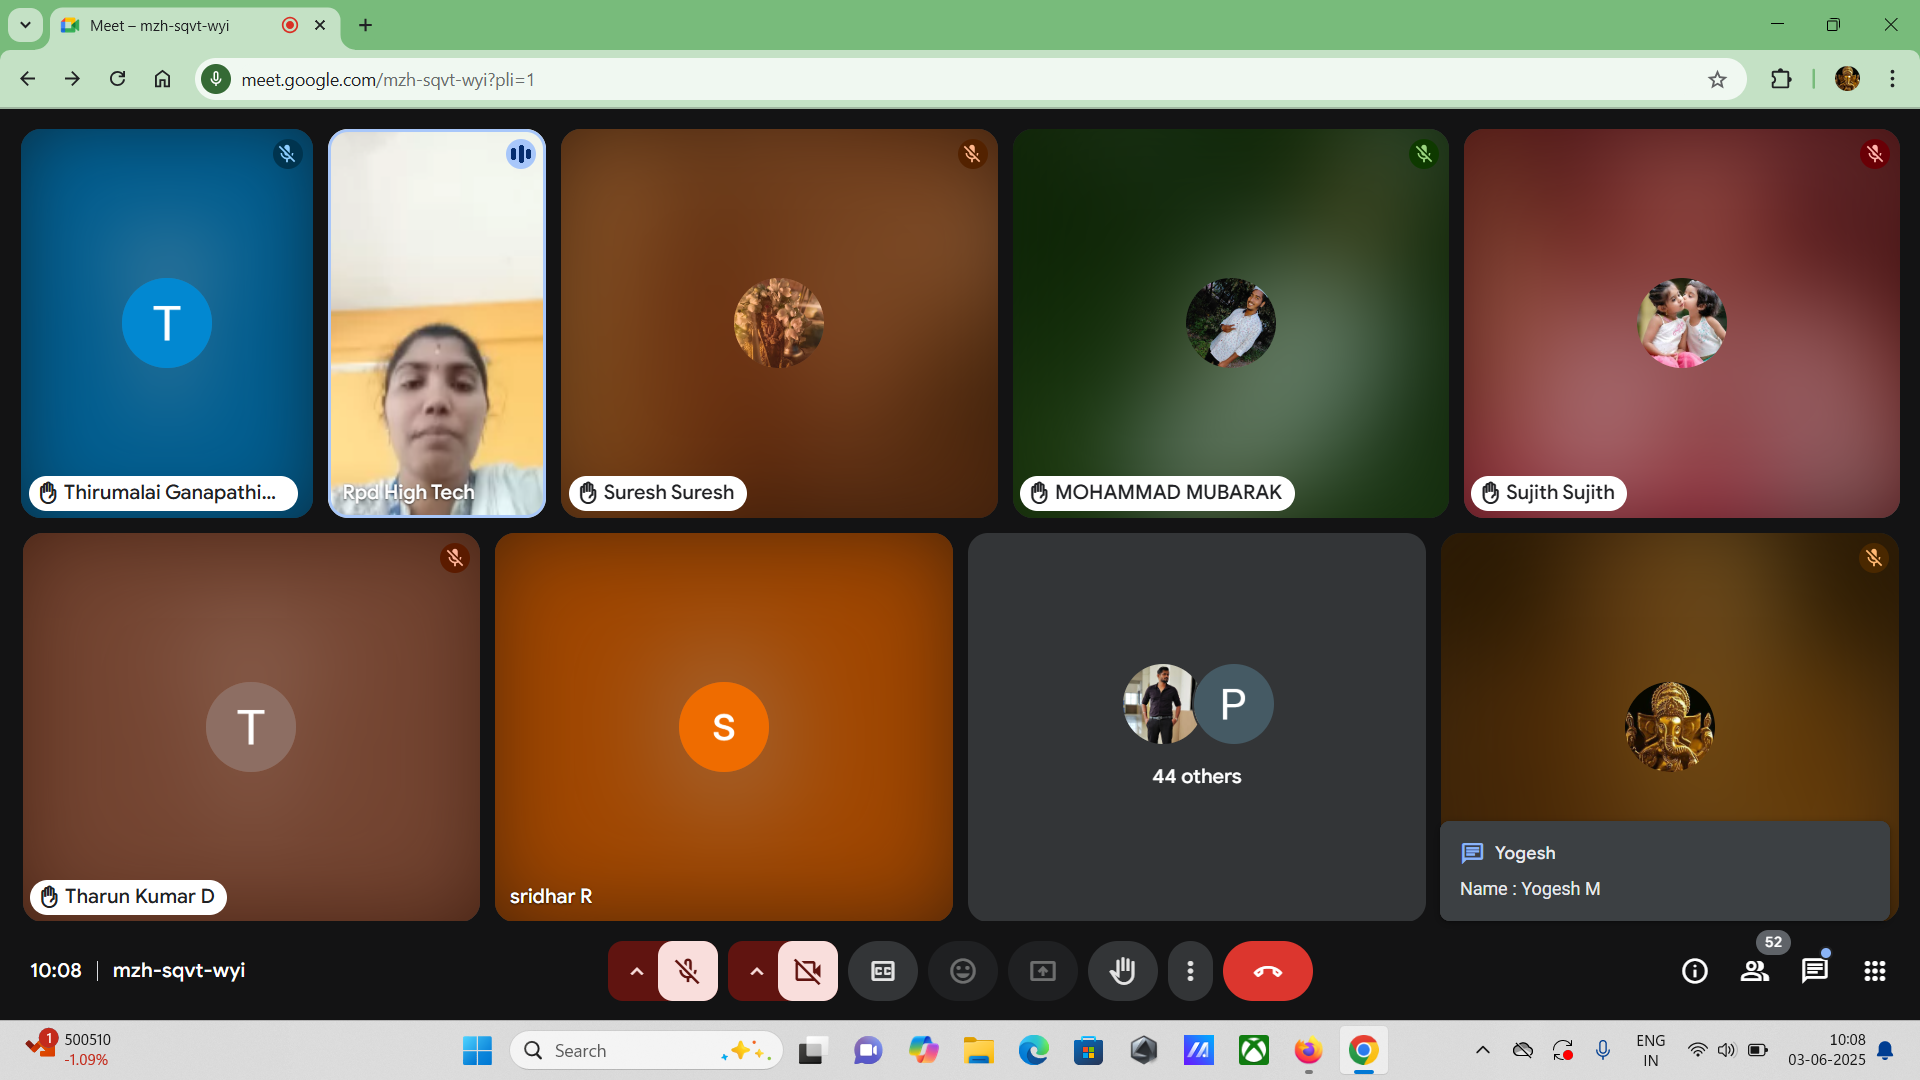 Meet – mzh-sqvt-wyi
meet.google.com/mzh-sqvt-wyi?pli=1
T
Thirumalai Ganapathi...
Rpd High Tech
Suresh Suresh
MOHAMMAD MUBARAK
Sujith Sujith
T
Tharun Kumar D
s
sridhar R
P
44 others
Yogesh
Name : Yogesh M
10:08 | mzh-sqvt-wyi
CC
52
1
500510
-1.09%
Search
ENG
IN
10:08
03-06-2025